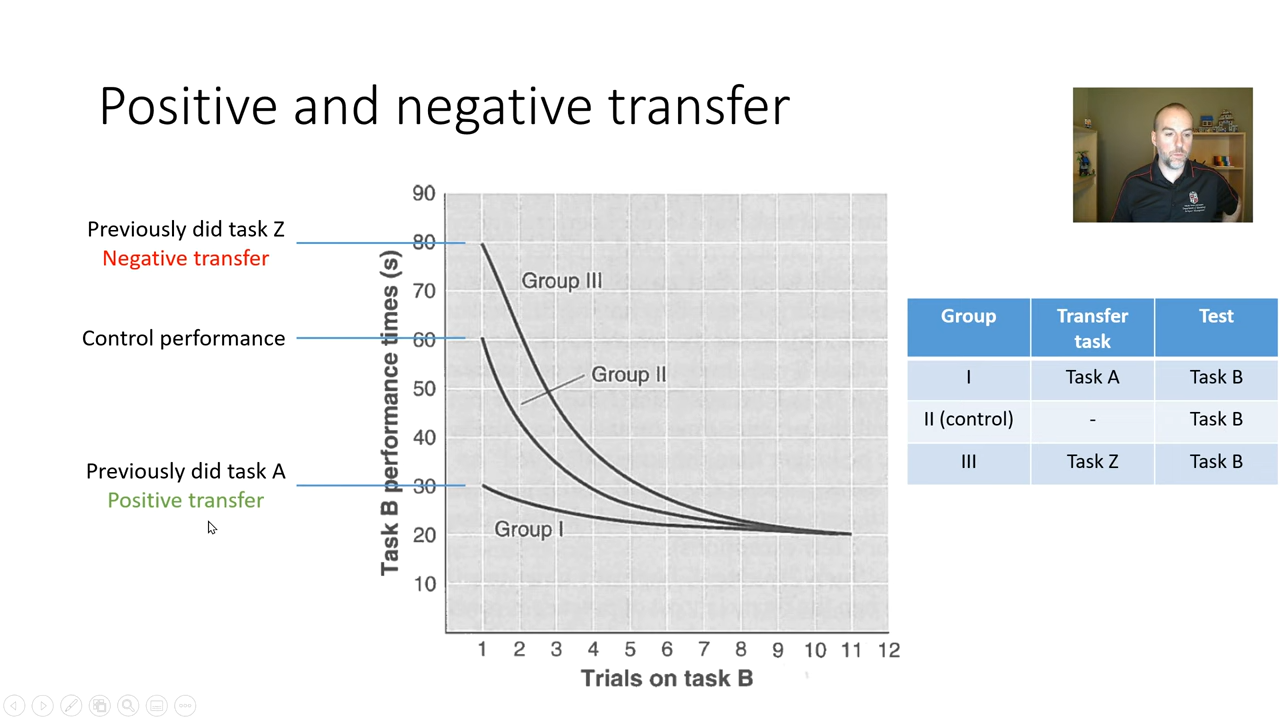 Positive and negative transfer
Previously did task Z
Negative transfer
Control performance
Previously did task A
Positive transfer
Task B performance times (s)
90
80
70
60
50
40
30
20
10
Group III
Group II
Group I
1 2 3 4 5 6 7 8 9 10 11 12
Trials on task B
Group Transfer task Test
I Task A Task B
II (control) - Task B
III Task Z Task B